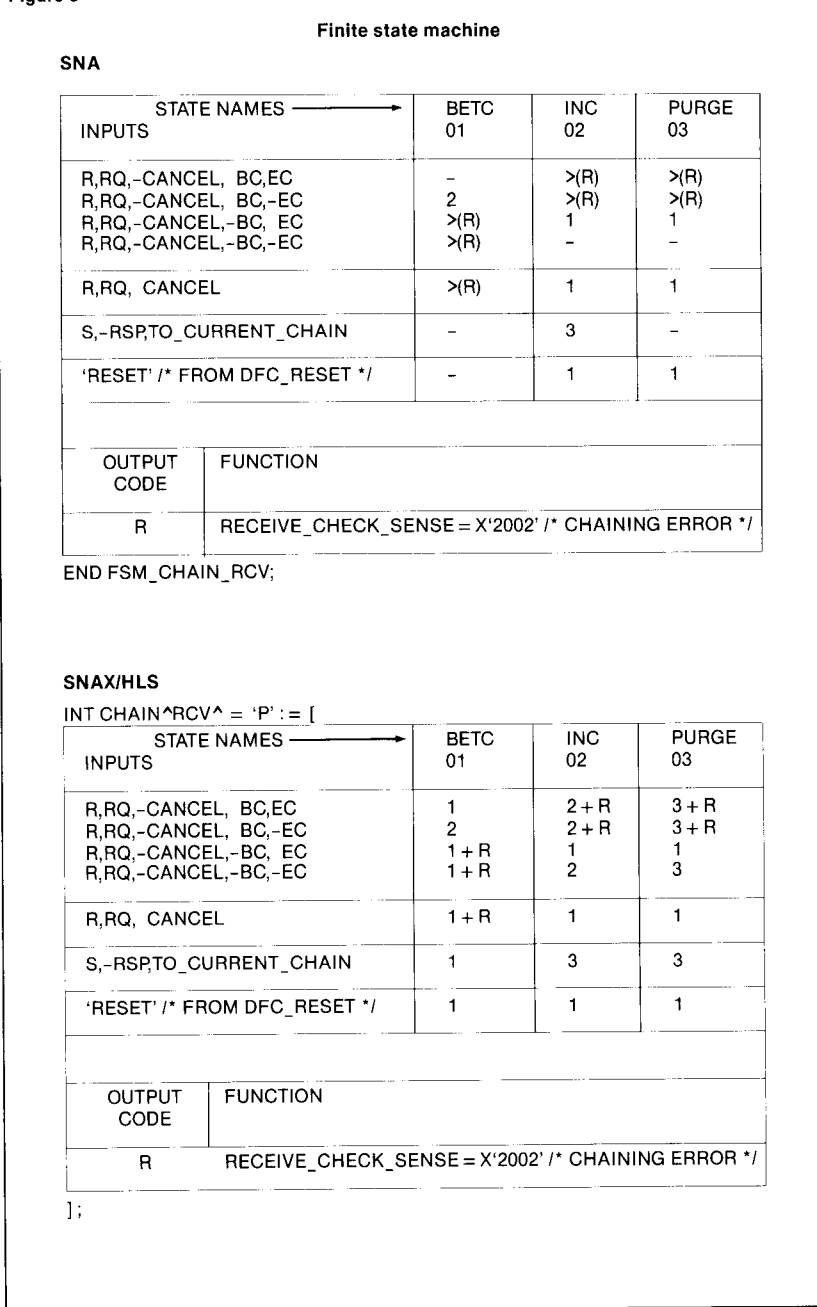 Finite state machine
SNA
STATE NAMES BETC INC PURGE
INPUTS 01 02 03
R,RQ,-CANCEL, BC,EC - >(R) >(R)
R,RQ,-CANCEL, BC,-EC 2 >(R) >(R)
R,RQ,-CANCEL,-BC, EC >(R) 1 1
R,RQ,-CANCEL,-BC,-EC >(R) - -
R,RQ, CANCEL >(R) 1 1
S,-RSP,TO_CURRENT_CHAIN - 3 -
'RESET' /* FROM DFC_RESET */ - 1 1
OUTPUT FUNCTION
CODE
R RECEIVE_CHECK_SENSE = X'2002' /* CHAINING ERROR */
END FSM_CHAIN_RCV;
SNAX/HLS
INT CHAIN^RCV^ = 'P' := [
STATE NAMES BETC INC PURGE
INPUTS 01 02 03
R,RQ,-CANCEL, BC,EC 1 2 + R 3 + R
R,RQ,-CANCEL, BC,-EC 2 2 + R 3 + R
R,RQ,-CANCEL,-BC, EC 1 + R 1 1
R,RQ,-CANCEL,-BC,-EC 1 + R 2 3
R,RQ, CANCEL 1 + R 1 1
S,-RSP,TO_CURRENT_CHAIN 1 3 3
'RESET' /* FROM DFC_RESET */ 1 1 1
OUTPUT FUNCTION
CODE
R RECEIVE_CHECK_SENSE = X'2002' /* CHAINING ERROR */
];